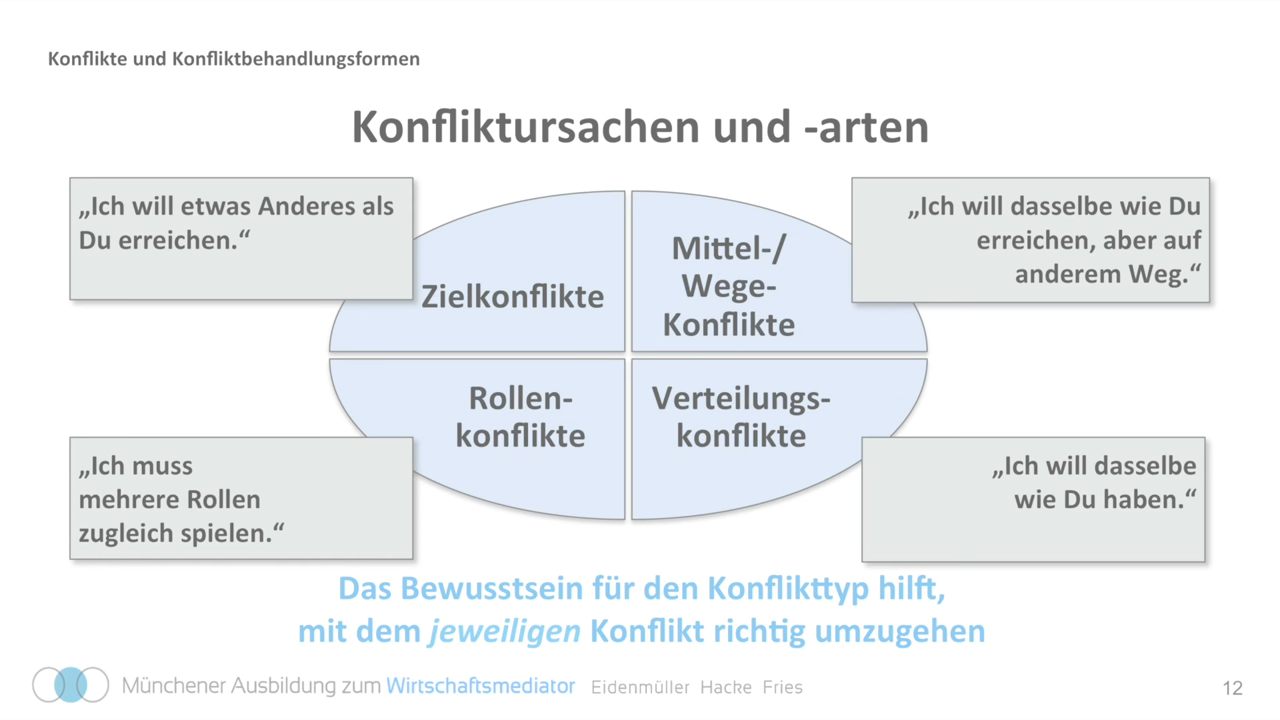 Konflikte und Konfliktbehandlungsformen
Konfliktursachen und -arten
„Ich will etwas Anderes als
Du erreichen.“
Zielkonflikte
Mittel-/
Wege-
Konflikte
„Ich will dasselbe wie Du
erreichen, aber auf
anderem Weg.“
„Ich muss
mehrere Rollen
zugleich spielen.“
Rollen-
konflikte
Verteilungs-
konflikte
„Ich will dasselbe
wie Du haben.“
Das Bewusstsein für den Konflikttyp hilft,
mit dem jeweiligen Konflikt richtig umzugehen
Münchener Ausbildung zum Wirtschaftsmediator Eidenmüller Hacke Fries
12